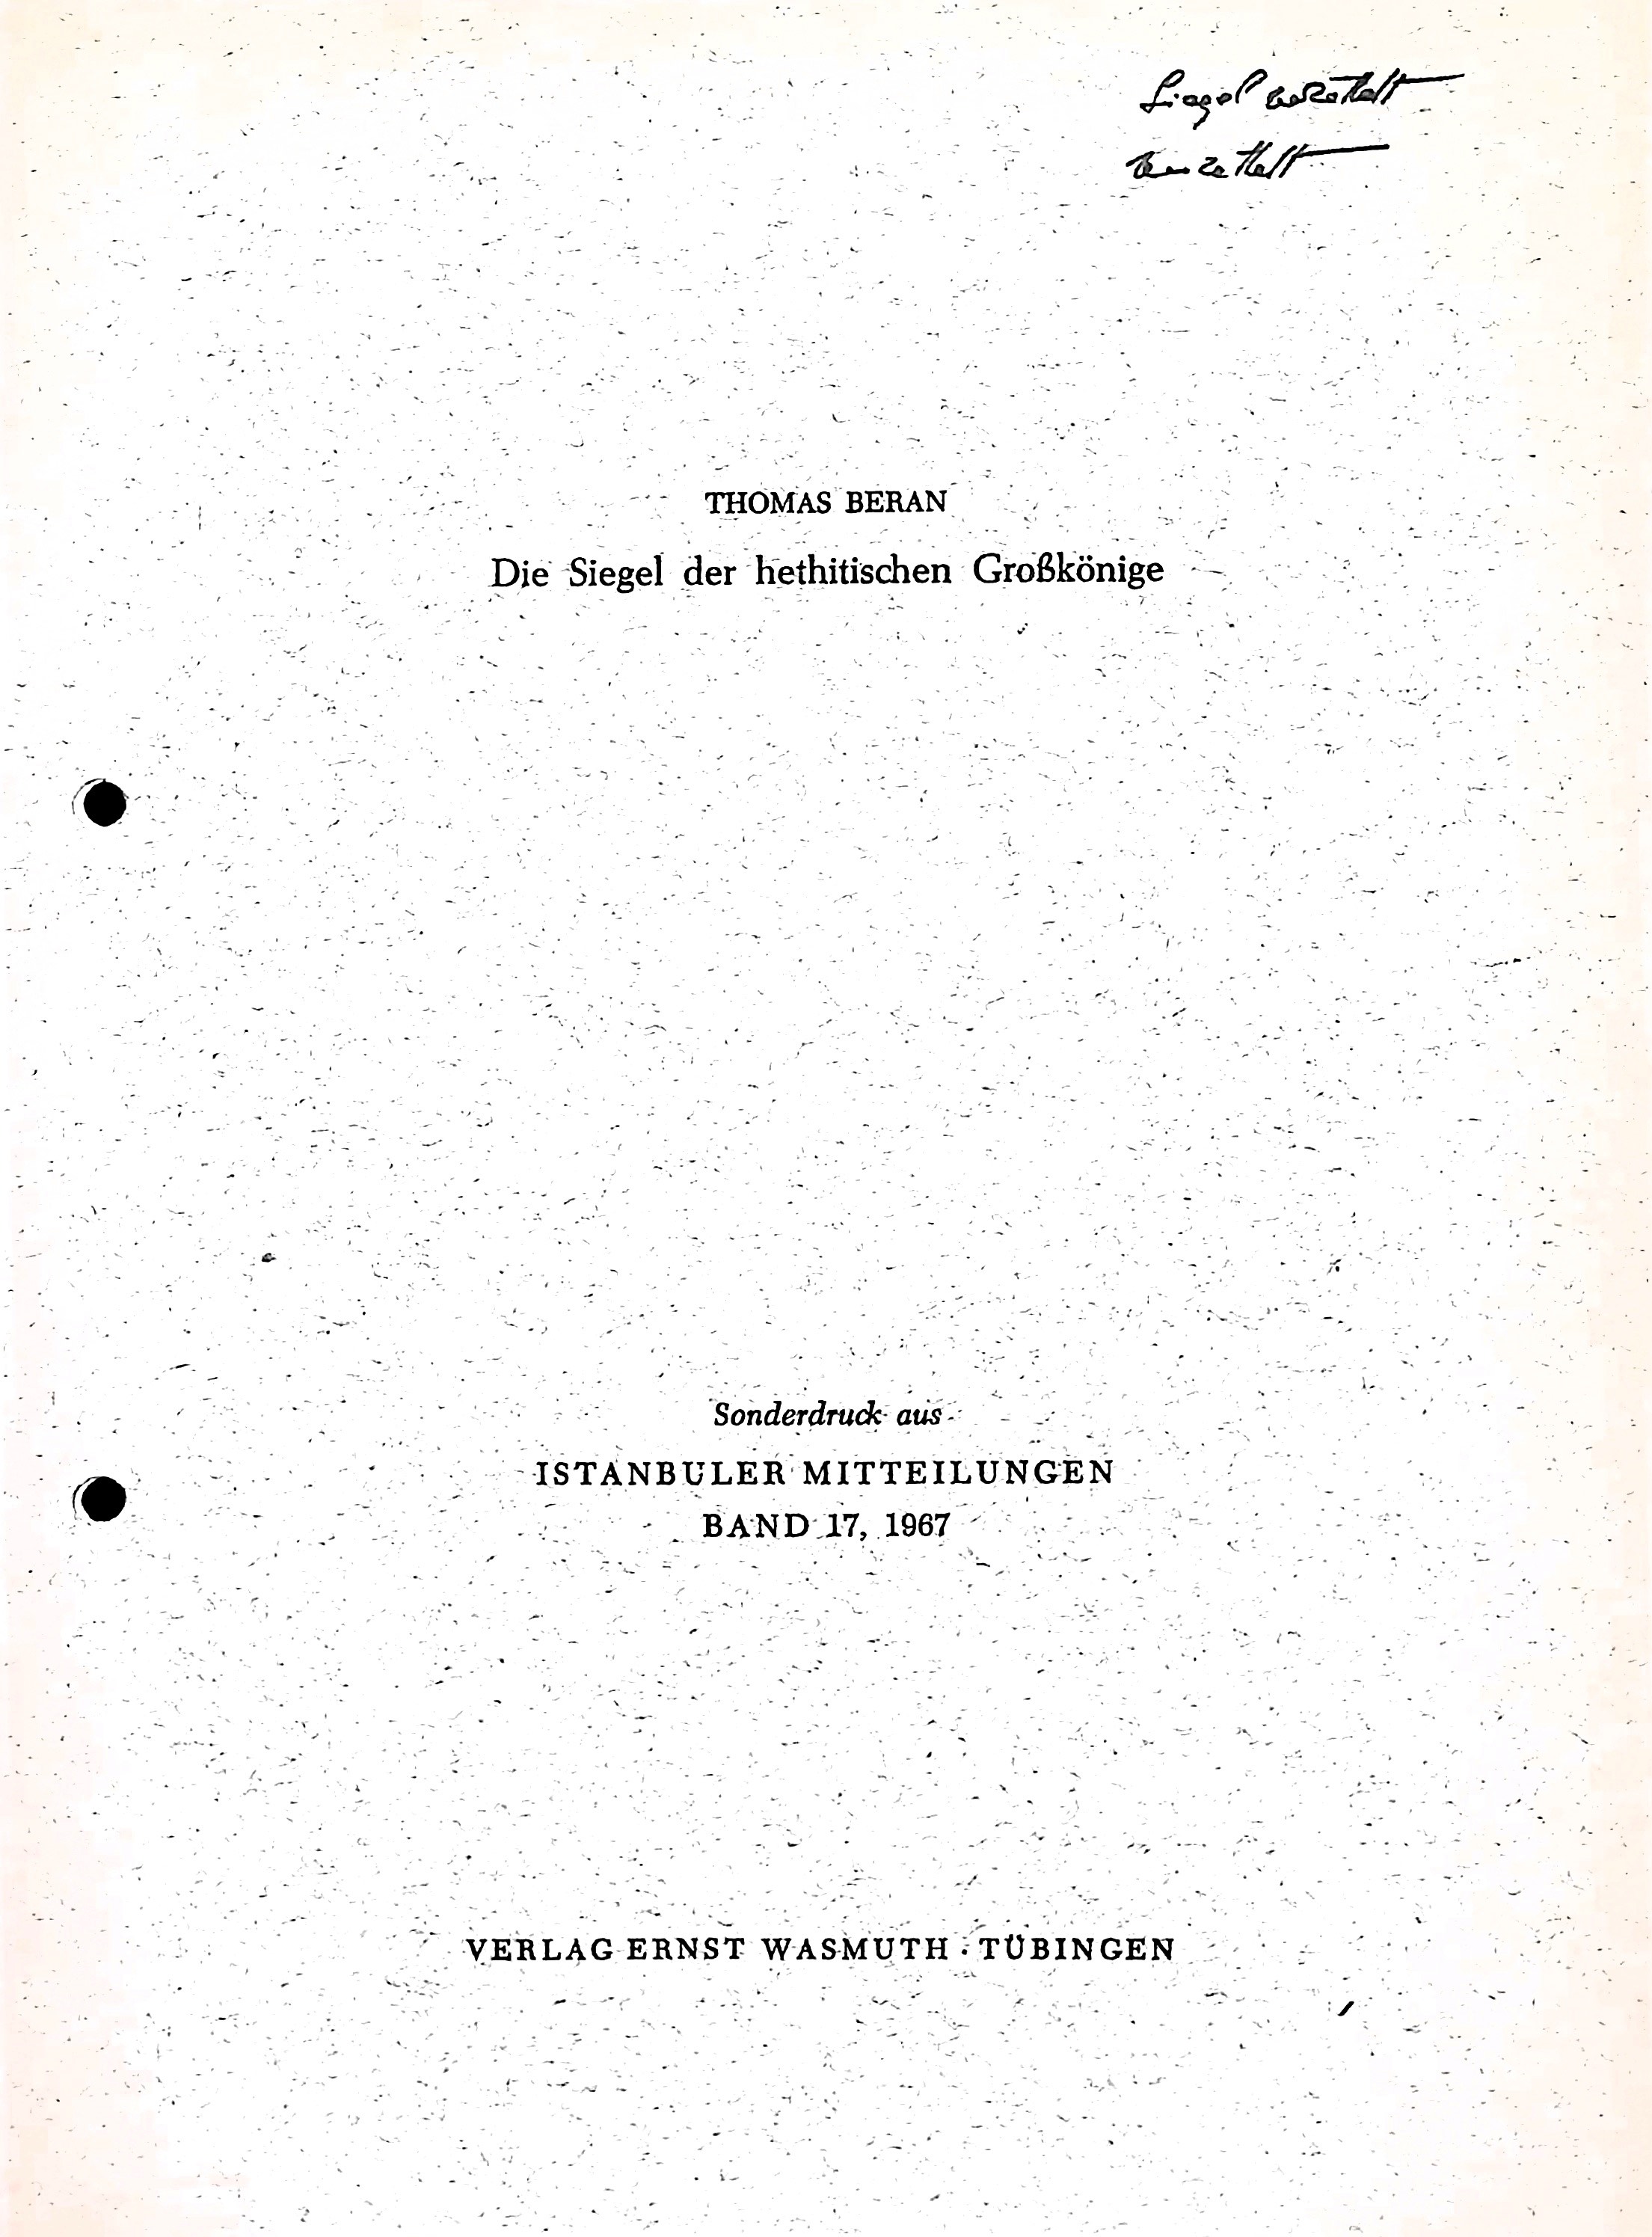 Siegel verzettelt
verzettelt
THOMAS BERAN
Die Siegel der hethitischen Großkönige
Sonderdruck aus
ISTANBULER MITTEILUNGEN
BAND 17, 1967
VERLAG ERNST WASMUTH · TÜBINGEN